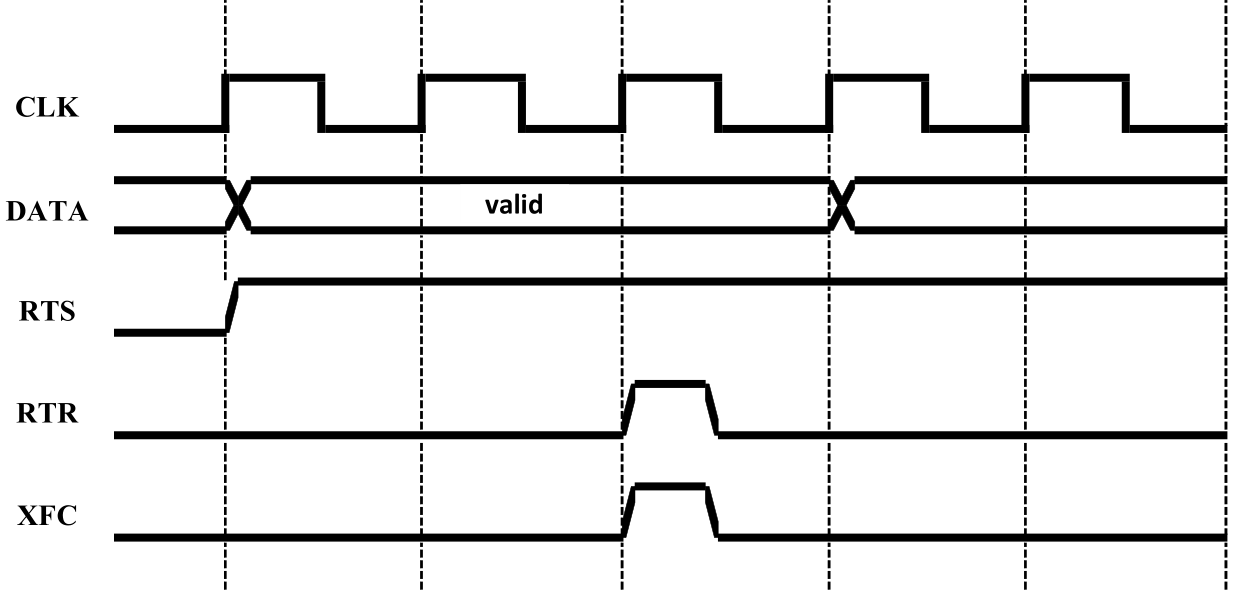 CLK
DATA
valid
RTS
RTR
XFC